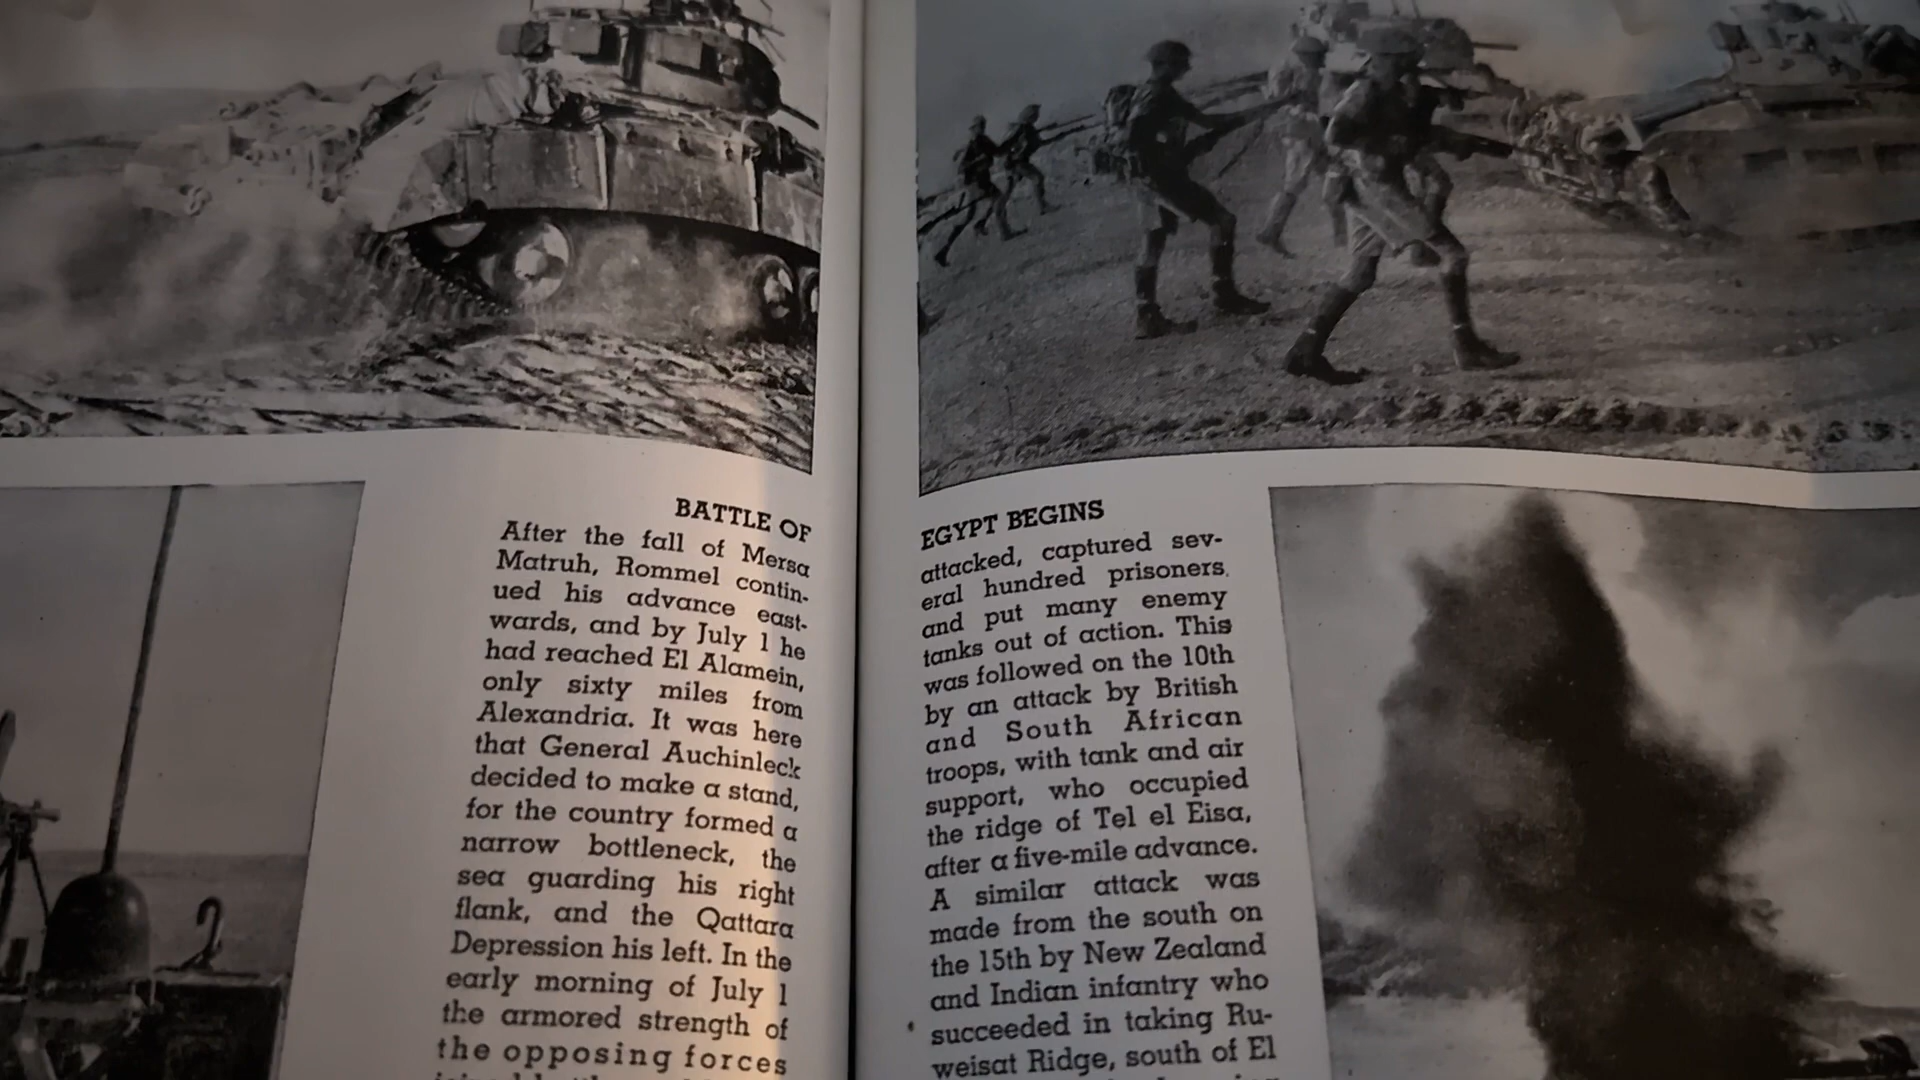 BATTLE OF
After the fall of Mersa
Matruh, Rommel contin-
ued his advance east-
wards, and by July 1 he
had reached El Alamein,
only sixty miles from
Alexandria. It was here
that General Auchinleck
decided to make a stand,
for the country formed a
narrow bottleneck, the
sea guarding his right
flank, and the Qattara
Depression his left. In the
early morning of July 1
the armored strength of
the opposing forces
EGYPT BEGINS
attacked, captured sev-
eral hundred prisoners
and put many enemy
tanks out of action. This
was followed on the 10th
by an attack by British
and South African
troops, with tank and air
support, who occupied
the ridge of Tel el Eisa,
after a five-mile advance.
A similar attack was
made from the south on
the 15th by New Zealand
and Indian infantry who
succeeded in taking Ru-
weisat Ridge, south of El